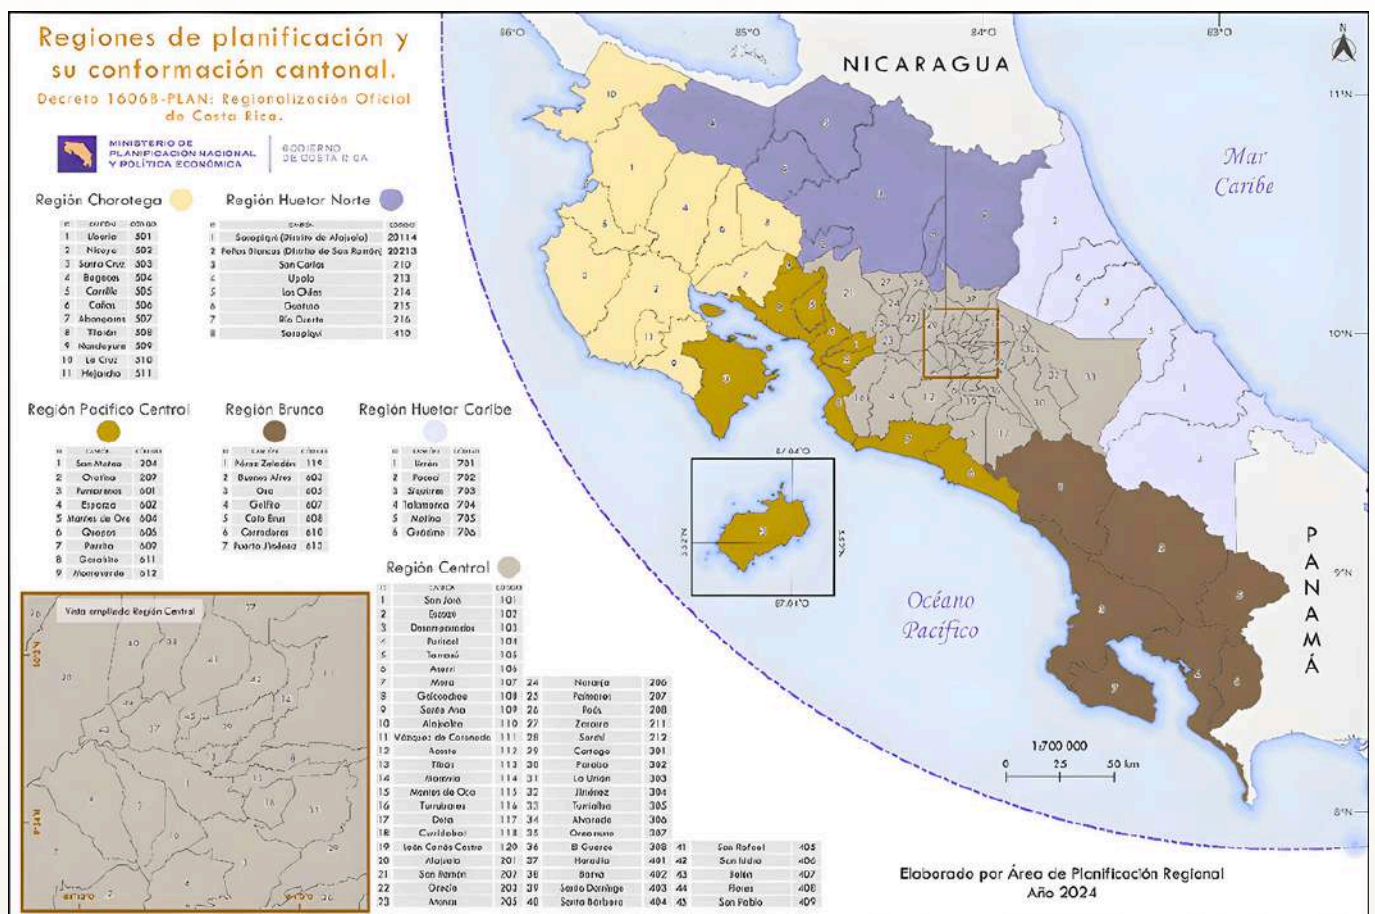 Regiones de planificación y
su conformación cantonal.
Decreto 16068-PLAN: Regionalización Oficial
de Costa Rica.
MINISTERIO DE
PLANIFICACIÓN NACIONAL
Y POLÍTICA ECONÓMICA
GOBIERNO
DE COSTA RICA
Región Chorotega
1 Liberia 501
2 Nicoya 502
3 Santa Cruz 503
4 Bagaces 504
5 Carrillo 505
6 Cañas 506
7 Abangares 507
8 Tilarán 508
9 Nandayure 509
10 La Cruz 510
11 Hojancha 511
Región Huetar Norte
1 Sarapiquí (Distrito de Alajuela) 20114
2 Peñas Blancas (Distrito de San Ramón) 20213
3 San Carlos 210
4 Upala 213
5 Los Chiles 214
6 Guatuso 215
7 Río Cuarto 216
8 Sarapiquí 410
Región Pacífico Central
1 San Mateo 204
2 Orotina 209
3 Puntarenas 601
4 Esparza 602
5 Montes de Oro 604
6 Quepos 606
7 Parrita 609
8 Garabito 611
9 Monteverde 612
Región Brunca
1 Pérez Zeledón 119
2 Buenos Aires 603
3 Osa 605
4 Golfito 607
5 Coto Brus 608
6 Corredores 610
7 Puerto Jiménez 613
Región Huetar Caribe
1 Limón 701
2 Pococí 702
3 Siquirres 703
4 Talamanca 704
5 Matina 705
6 Guácimo 706
Región Central
1 San José 101
2 Escazú 102
3 Desamparados 103
4 Puriscal 104
5 Tarrazú 105
6 Aserrí 106
7 Mora 107 24 Naranjo 206
8 Goicoechea 108 25 Palmares 207
9 Santa Ana 109 26 Poás 208
10 Alajuelita 110 27 Zarcero 211
11 Vázquez de Coronado 111 28 Sarchí 212
12 Acosta 112 29 Cartago 301
13 Tibás 113 30 Paraíso 302
14 Moravia 114 31 La Unión 303
15 Montes de Oca 115 32 Jiménez 304
16 Turrubares 116 33 Turrialba 305
17 Dota 117 34 Alvarado 306
18 Curridabat 118 35 Oreamuno 307
19 León Cortés Castro 120 36 El Guarco 308 41 San Rafael 405
20 Alajuela 201 37 Heredia 401 42 San Isidro 406
21 San Ramón 202 38 Barva 402 43 Belén 407
22 Grecia 203 39 Santo Domingo 403 44 Flores 408
23 Atenas 205 40 Santa Bárbara 404 45 San Pablo 409
Vista ampliada Región Central
86°O
85°O
84°O
83°O
NICARAGUA
11°N
Mar
Caribe
10°N
PANAMÁ
9°N
Océano
Pacífico
1:700 000
0 25 50 km
8°N
Elaborado por Área de Planificación Regional
Año 2024